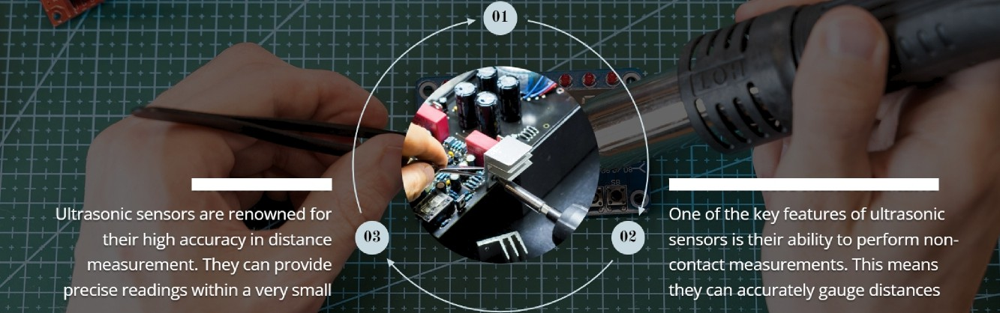 01
HOT
03
02
Ultrasonic sensors are renowned for
their high accuracy in distance
measurement. They can provide
precise readings within a very small
One of the key features of ultrasonic
sensors is their ability to perform non-
contact measurements. This means
they can accurately gauge distances
S8